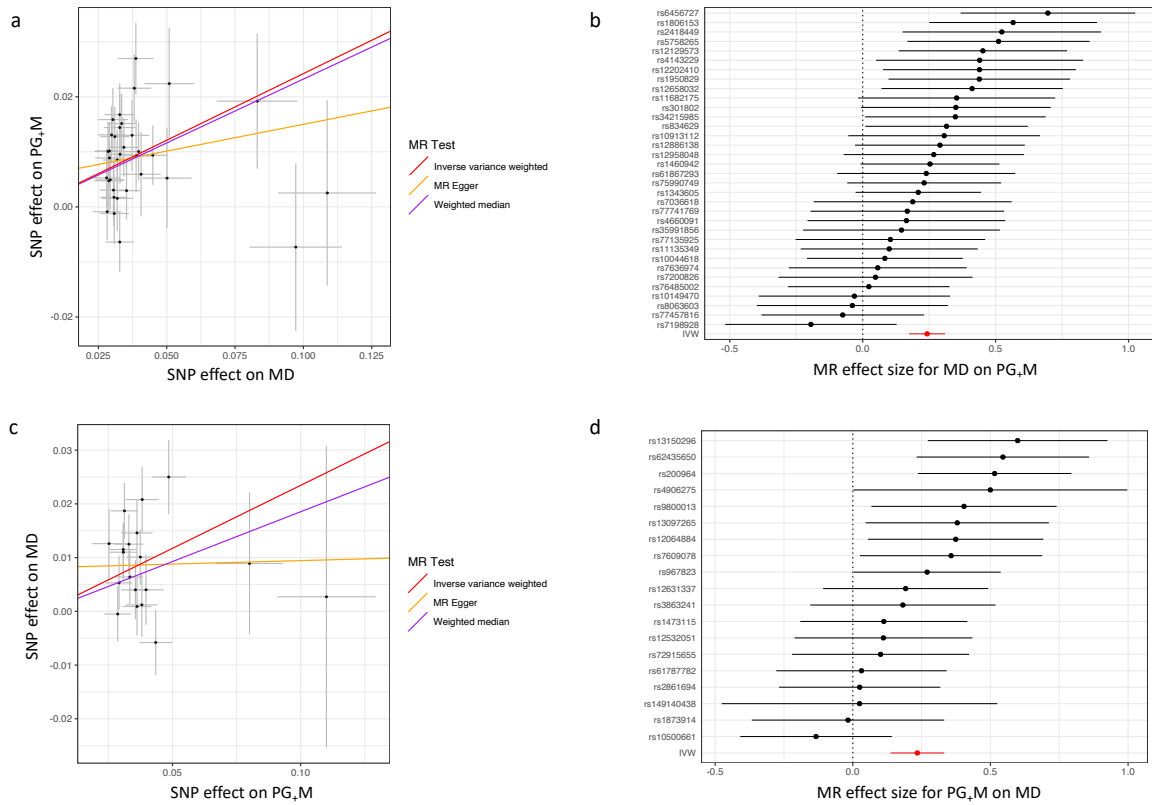 a
0.02
0.00
-0.02
0.025
0.050
0.075
0.100
0.125
SNP effect on PG+M
SNP effect on MD
MR Test
Inverse variance weighted
MR Egger
Weighted median
b
rs6456727
rs1806153
rs2418449
rs5758265
rs12129573
rs4143229
rs12202410
rs1950829
rs12658032
rs11682175
rs301802
rs34215985
rs834629
rs10913112
rs12886138
rs12958048
rs1460942
rs61867293
rs75990749
rs1343605
rs7036618
rs77741769
rs4660091
rs35991856
rs77135925
rs11135349
rs10044618
rs7636974
rs7200826
rs76485002
rs10149470
rs8063603
rs77457816
rs7198928
IVW
-0.5
0.0
0.5
1.0
MR effect size for MD on PG+M
c
0.03
0.02
0.01
0.00
-0.01
-0.02
0.05
0.10
SNP effect on MD
SNP effect on PG+M
MR Test
Inverse variance weighted
MR Egger
Weighted median
d
rs13150296
rs62435650
rs200964
rs4906275
rs9800013
rs13097265
rs12064884
rs7609078
rs967823
rs12631337
rs3863241
rs1473115
rs12532051
rs72915655
rs61787782
rs2861694
rs149140438
rs1873914
rs10500661
IVW
-0.5
0.0
0.5
1.0
MR effect size for PG+M on MD